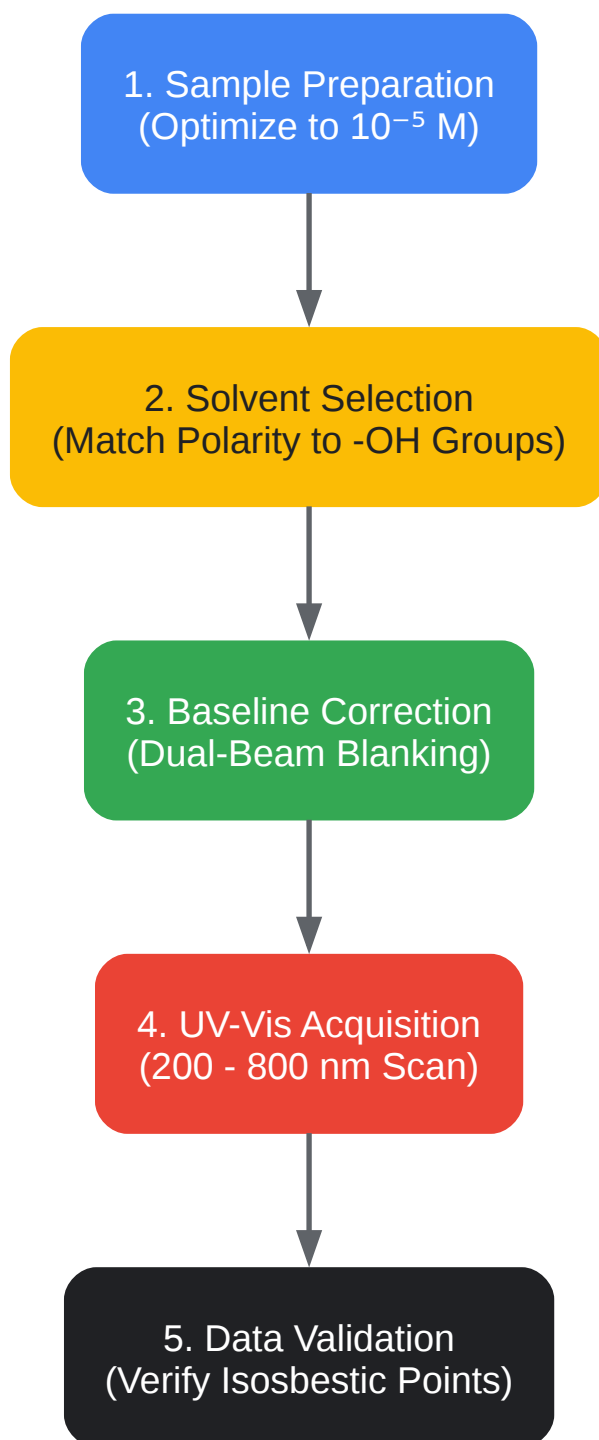 1. Sample Preparation
(Optimize to 10⁻⁵ M)
2. Solvent Selection
(Match Polarity to -OH Groups)
3. Baseline Correction
(Dual-Beam Blanking)
4. UV-Vis Acquisition
(200 - 800 nm Scan)
5. Data Validation
(Verify Isosbestic Points)